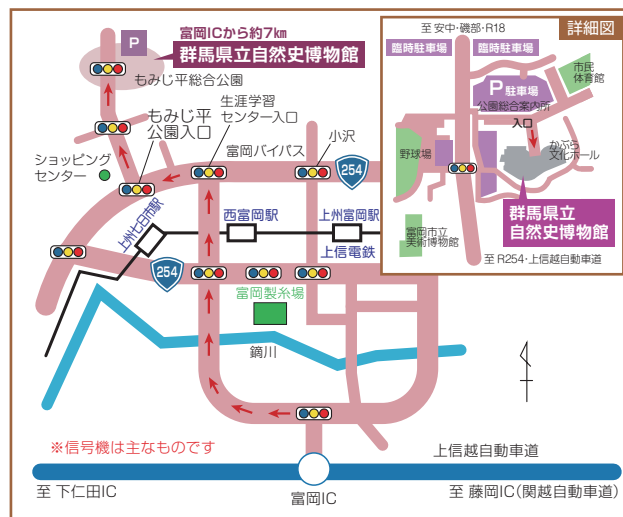 P
富岡ICから約7km
群馬県立自然史博物館
もみじ平総合公園
もみじ平
公園入口
生涯学習
センター入口
小沢
富岡バイパス
254
ショッピング
センター
上州七日市駅
西富岡駅
上州富岡駅
上信電鉄
254
富岡製糸場
鏑川
※信号機は主なものです
上信越自動車道
至 下仁田IC
富岡IC
至 藤岡IC(関越自動車道)
詳細図
至 安中・磯部・R18
臨時駐車場
臨時駐車場
市民
体育館
P 駐車場
公園総合案内所
入口
野球場
かぶら
文化ホール
群馬県立
自然史博物館
富岡市立
美術博物館
至 R254・上信越自動車道